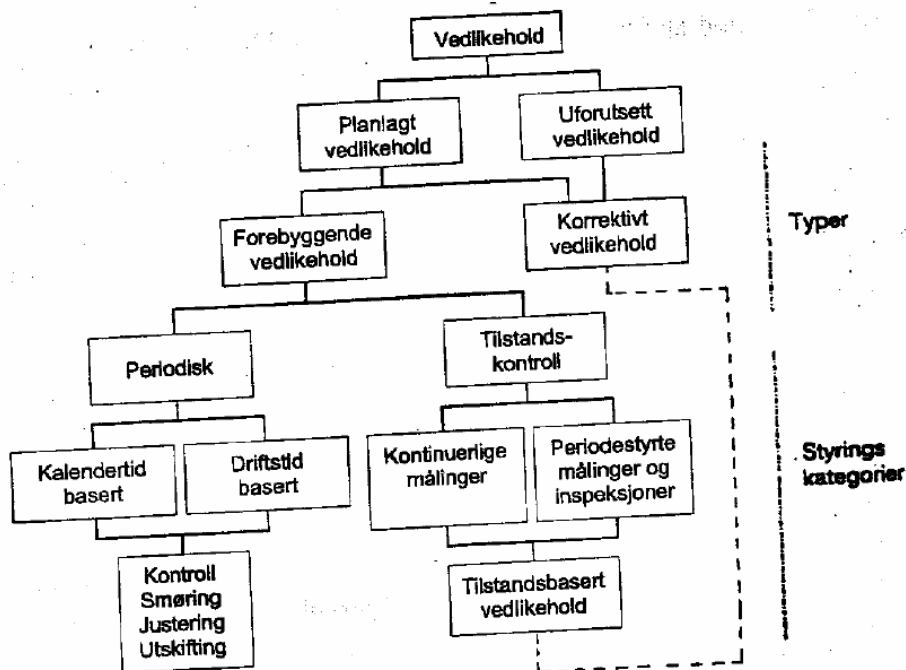 Vedlikehold
Planlagt
vedlikehold
Uforutsett
vedlikehold
Forebyggende
vedlikehold
Korrektivt
vedlikehold
Typer
Periodisk
Tilstands-
kontroll
Kalendertid
basert
Driftstid
basert
Kontinuerlige
målinger
Periodestyrte
målinger og
inspeksjoner
Styrings
kategorier
Kontroll
Smøring
Justering
Utskifting
Tilstandsbasert
vedlikehold